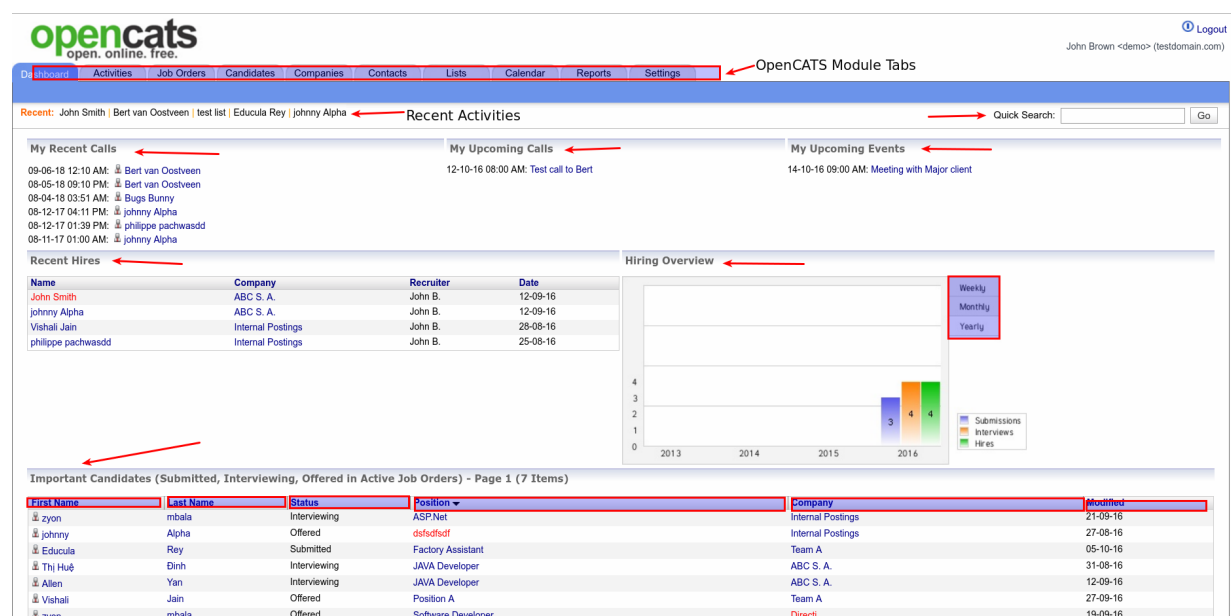 opencats
open. online. free.
Logout
John Brown <demo> (testdomain.com)
Dashboard Activities Job Orders Candidates Companies Contacts Lists Calendar Reports Settings
OpenCATS Module Tabs
Recent: John Smith | Bert van Oostveen | test list | Educula Rey | johnny Alpha
Recent Activities
Quick Search: Go
My Recent Calls My Upcoming Calls My Upcoming Events
09-06-18 12:10 AM: Bert van Oostveen
08-05-18 09:10 PM: Bert van Oostveen
08-04-18 03:51 AM: Bugs Bunny
08-12-17 04:11 PM: johnny Alpha
08-12-17 01:39 PM: philippe pachwasdd
08-11-17 01:00 AM: johnny Alpha
12-10-16 08:00 AM: Test call to Bert
14-10-16 09:00 AM: Meeting with Major client
Recent Hires
Name Company Recruiter Date
John Smith ABC S. A. John B. 12-09-16
johnny Alpha ABC S. A. John B. 12-09-16
Vishali Jain Internal Postings John B. 28-08-16
philippe pachwasdd Internal Postings John B. 25-08-16
Hiring Overview
Weekly
Monthly
Yearly
4
3
2
1
0
3 4 4
2013 2014 2015 2016
Submissions
Interviews
Hires
Important Candidates (Submitted, Interviewing, Offered in Active Job Orders) - Page 1 (7 Items)
First Name Last Name Status Position Company Modified
zyon mbala Interviewing ASP.Net Internal Postings 21-09-16
johnny Alpha Offered dsfsdfsdf Internal Postings 27-08-16
Educula Rey Submitted Factory Assistant Team A 05-10-16
Thị Huệ Đinh Interviewing JAVA Developer ABC S. A. 31-08-16
Allen Yan Interviewing JAVA Developer ABC S. A. 12-09-16
Vishali Jain Offered Position A Team A 27-09-16
zyon mbala Offered Software Developer Directi 19-09-16